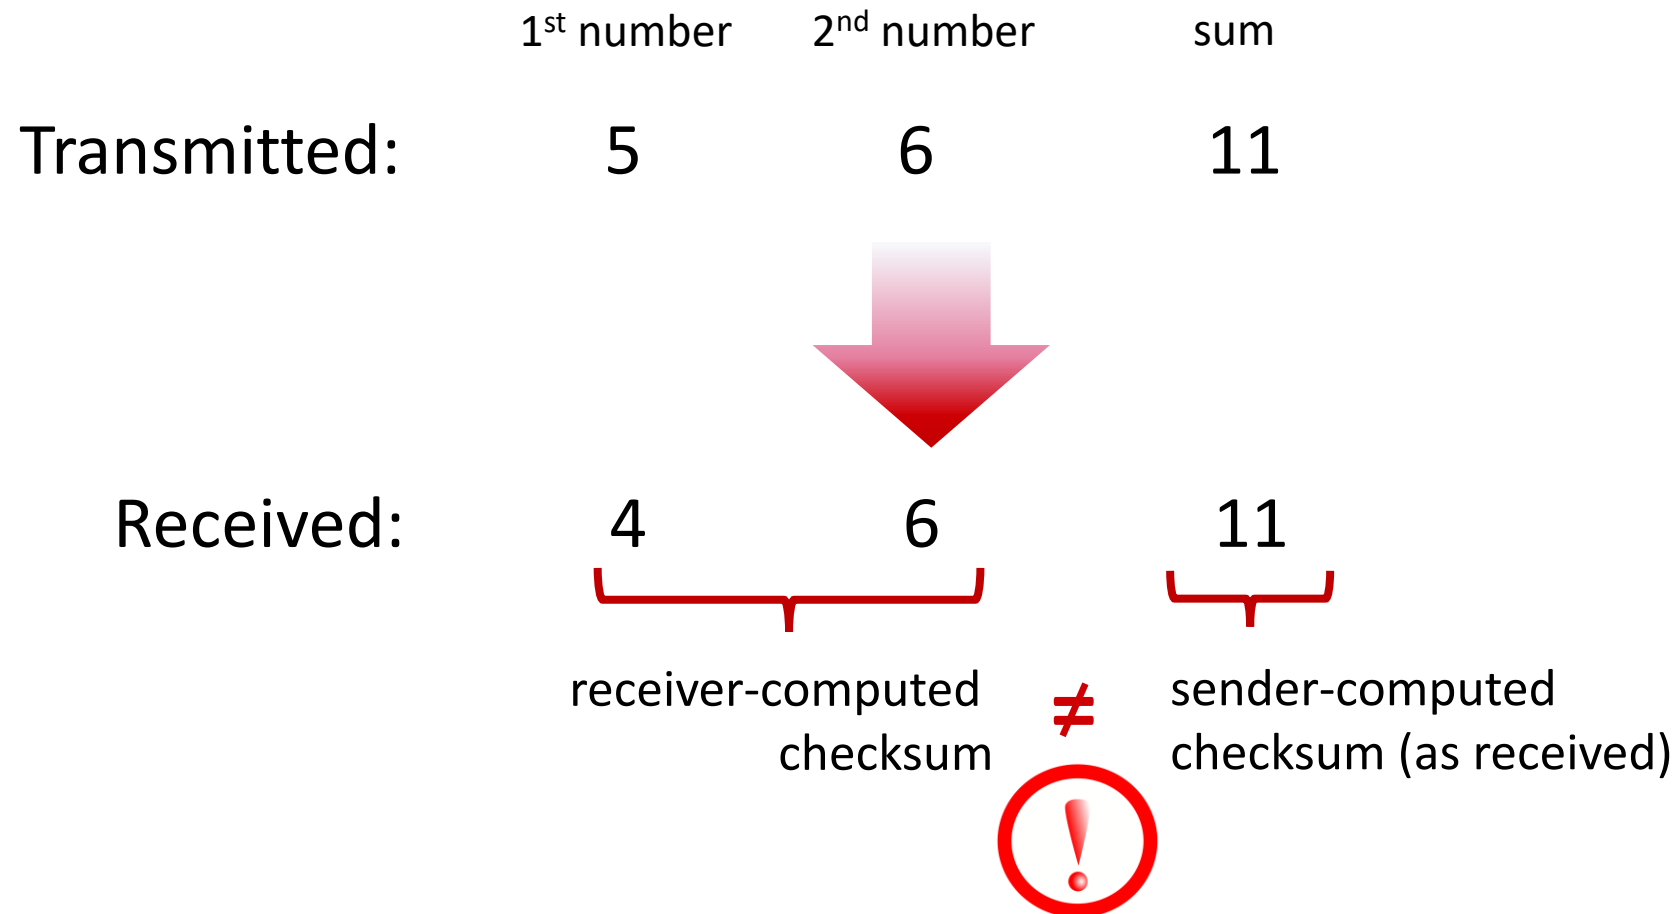 1st number 2nd number sum
Transmitted: 5 6 11
Received: 4 6 11
receiver-computed ≠ sender-computed
checksum checksum (as received)
!